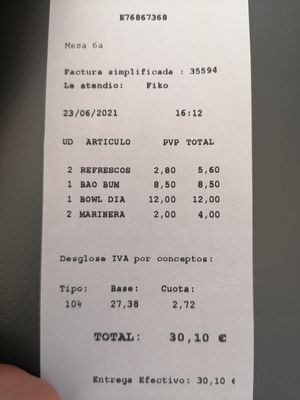 E76867368
Mesa 6a
Factura simplificada : 35594
Le atendio: Fiko
23/06/2021 16:12
UD ARTICULO PVP TOTAL
2 REFRESCOS 2,80 5,60
1 BAO BUM 8,50 8,50
1 BOWL DIA 12,00 12,00
2 MARINERA 2,00 4,00
Desglose IVA por conceptos:
Tipo: Base: Cuota:
10% 27,38 2,72
TOTAL: 30,10 €
Entrega Efectivo: 30,10 €